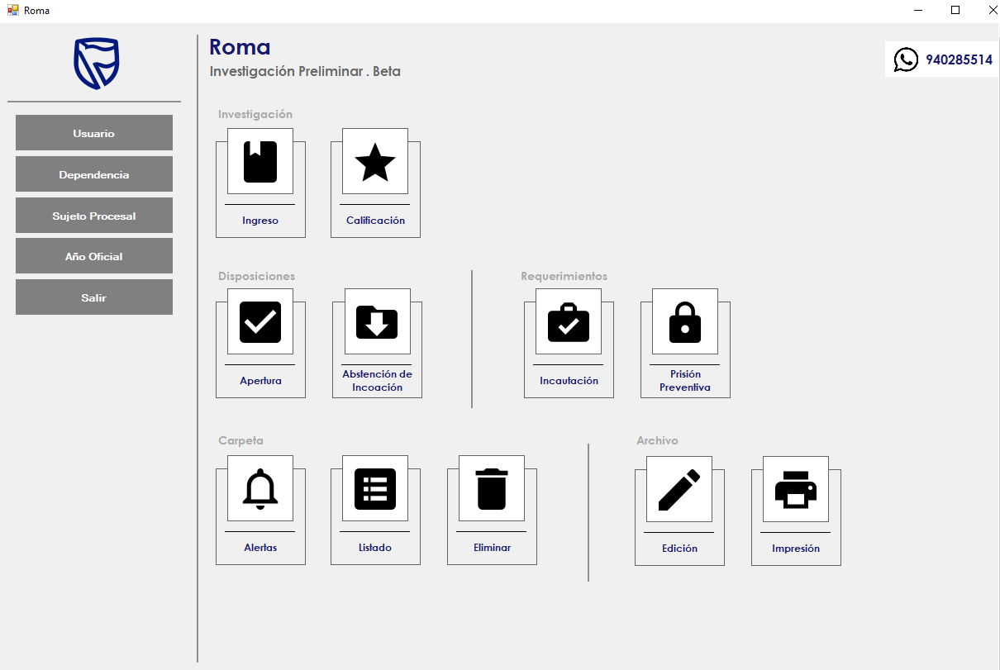 Roma
Usuario
Dependencia
Sujeto Procesal
Año Oficial
Salir
Roma
Investigación Preliminar . Beta
940285514
Investigación
Ingreso
Calificación
Disposiciones
Apertura
Abstención de
Incoación
Requerimientos
Incautación
Prisión
Preventiva
Carpeta
Alertas
Listado
Eliminar
Archivo
Edición
Impresión